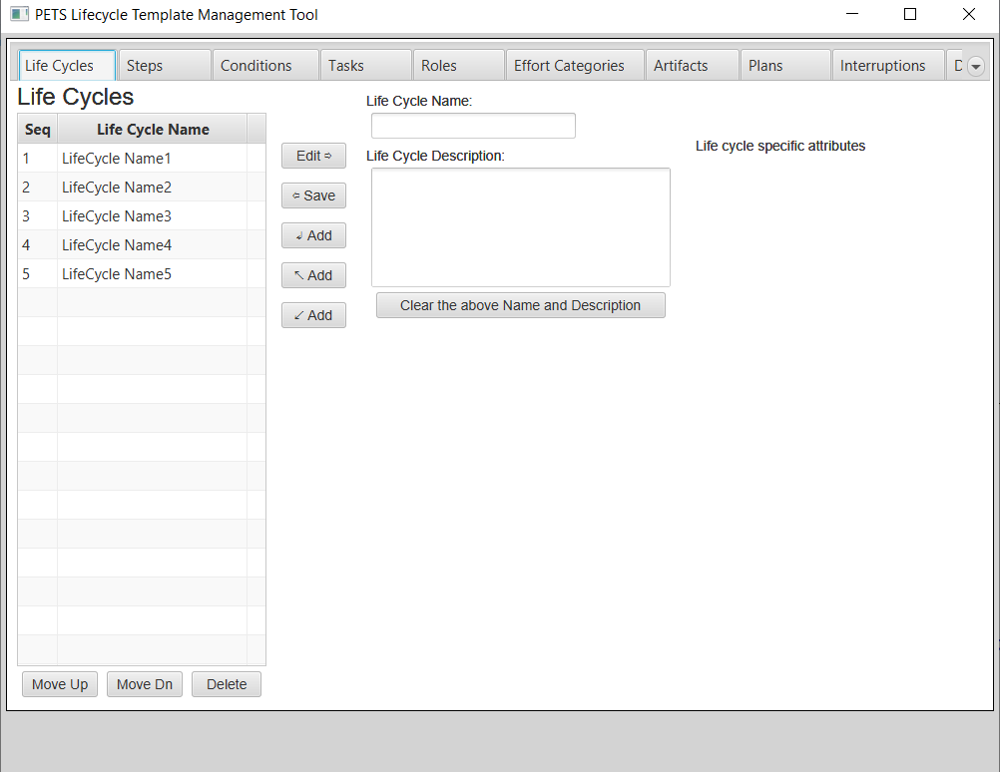 PETS Lifecycle Template Management Tool
Life Cycles Steps Conditions Tasks Roles Effort Categories Artifacts Plans Interruptions D
Life Cycles
Seq Life Cycle Name
1 LifeCycle Name1
2 LifeCycle Name2
3 LifeCycle Name3
4 LifeCycle Name4
5 LifeCycle Name5
Move Up Move Dn Delete
Edit ⇨
⇦ Save
↲ Add
↖ Add
↙ Add
Life Cycle Name:
Life Cycle Description:
Clear the above Name and Description
Life cycle specific attributes